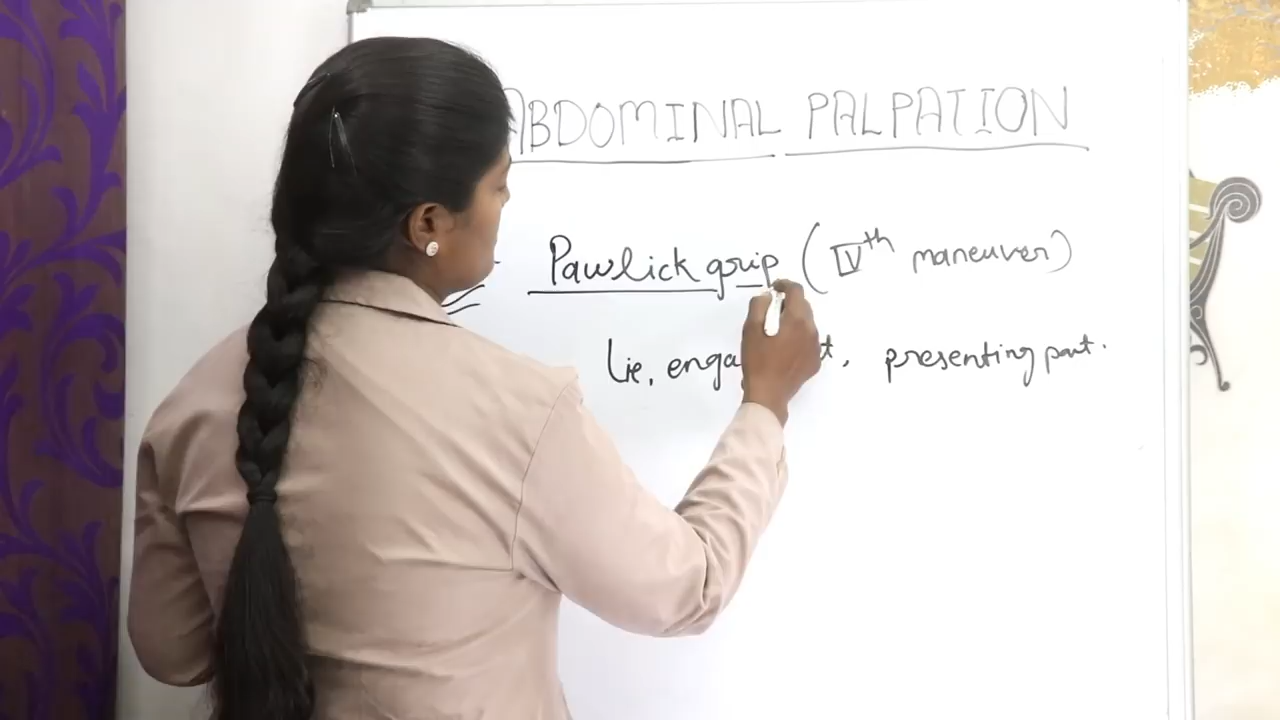 ABDOMINAL PALPATION
Pawlick grip (IVth maneuver)
Lie, presenting part.